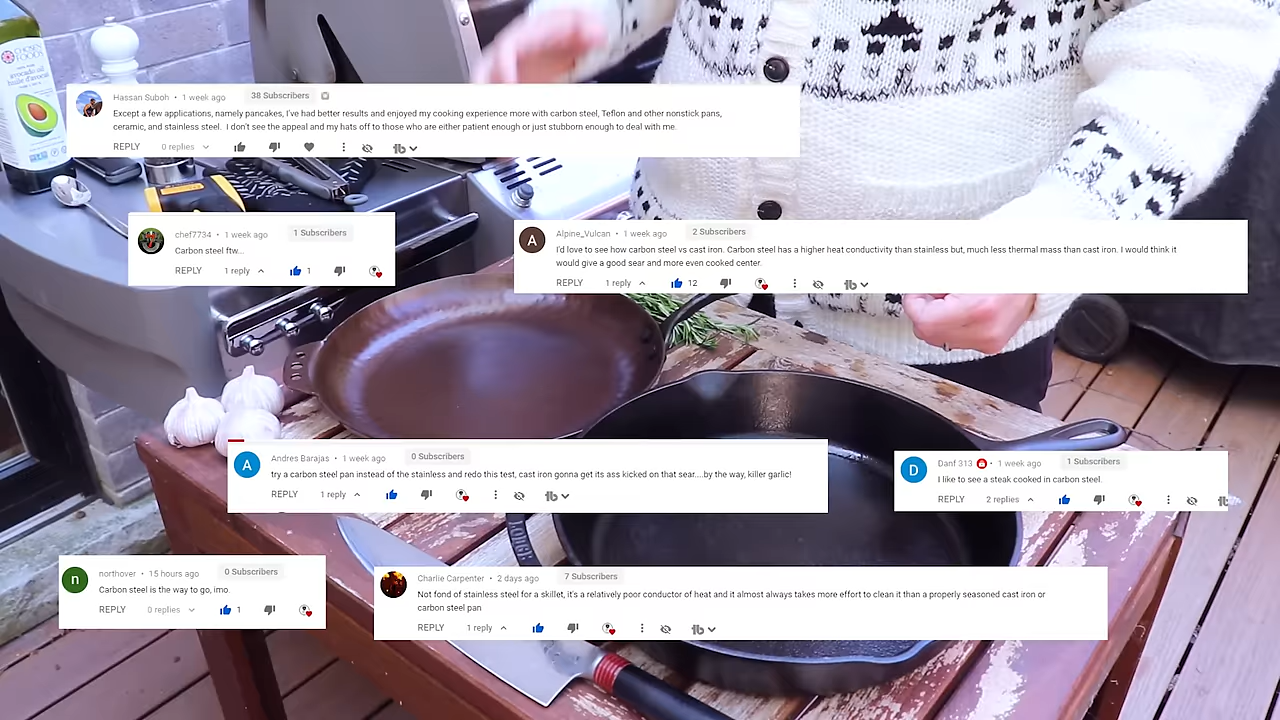 CHOSEN
FOODS
avocado oil
huile d'avocat
Hassan Suboh • 1 week ago 38 Subscribers
Except a few applications, namely pancakes, I've had better results and enjoyed my cooking experience more with carbon steel, Teflon and other nonstick pans,
ceramic, and stainless steel. I don't see the appeal and my hats off to those who are either patient enough or just stubborn enough to deal with me.
REPLY 0 replies
chef7734 • 1 week ago 1 Subscribers
Carbon steel ftw...
REPLY 1 reply 1
A
Alpine_Vulcan • 1 week ago 2 Subscribers
I'd love to see how carbon steel vs cast iron. Carbon steel has a higher heat conductivity than stainless but, much less thermal mass than cast iron. I would think it
would give a good sear and more even cooked center.
REPLY 1 reply 12
A
Andres Barajas • 1 week ago 0 Subscribers
try a carbon steel pan instead of the stainless and redo this test, cast iron gonna get its ass kicked on that sear....by the way, killer garlic!
REPLY 1 reply
D
Danf 313 • 1 week ago 1 Subscribers
I like to see a steak cooked in carbon steel.
REPLY 2 replies
LODGE
n
northover • 15 hours ago 0 Subscribers
Carbon steel is the way to go, imo.
REPLY 0 replies 1
Charlie Carpenter • 2 days ago 7 Subscribers
Not fond of stainless steel for a skillet, it's a relatively poor conductor of heat and it almost always takes more effort to clean it than a properly seasoned cast iron or
carbon steel pan
REPLY 1 reply